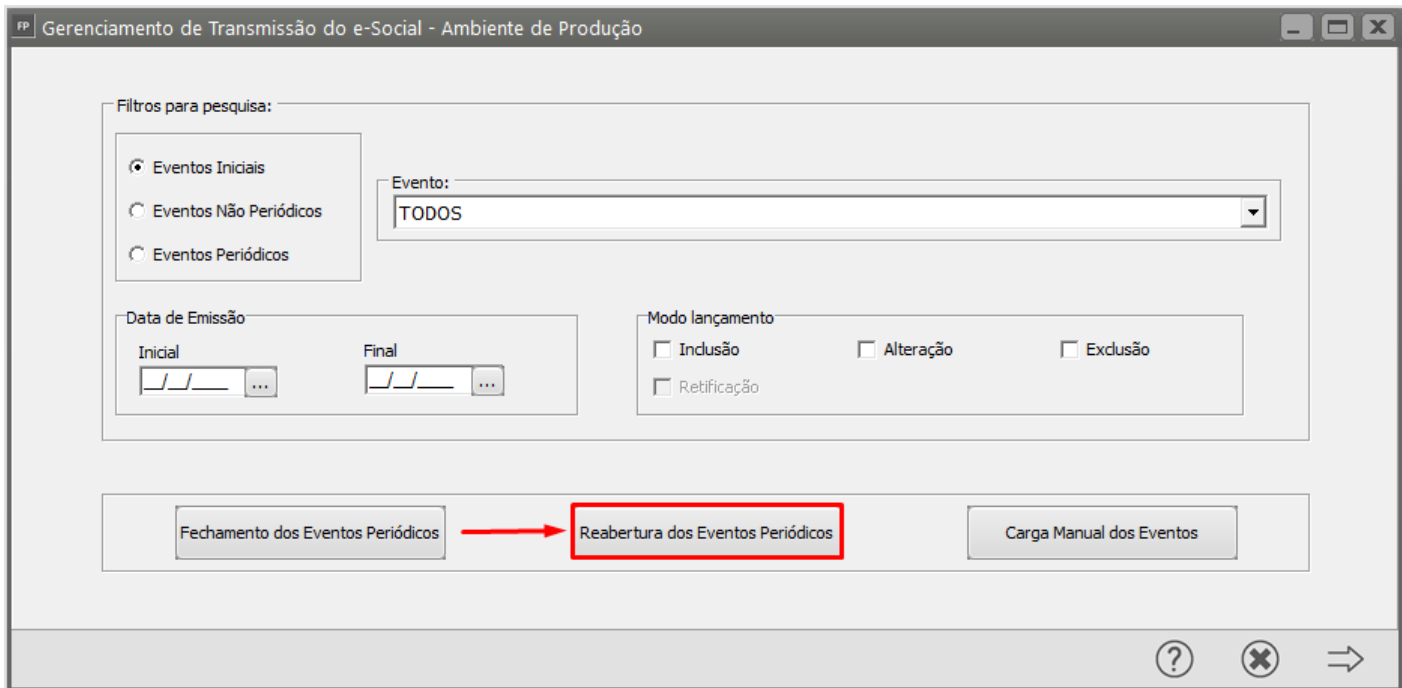 FP Gerenciamento de Transmissão do e-Social - Ambiente de Produção
Filtros para pesquisa:
Eventos Iniciais
Eventos Não Periódicos
Eventos Periódicos
Evento:
TODOS
Data de Emissão
Inicial
Final
__/__/____ ...
__/__/____ ...
Modo lançamento
Inclusão
Alteração
Exclusão
Retificação
Fechamento dos Eventos Periódicos
Reabertura dos Eventos Periódicos
Carga Manual dos Eventos
?